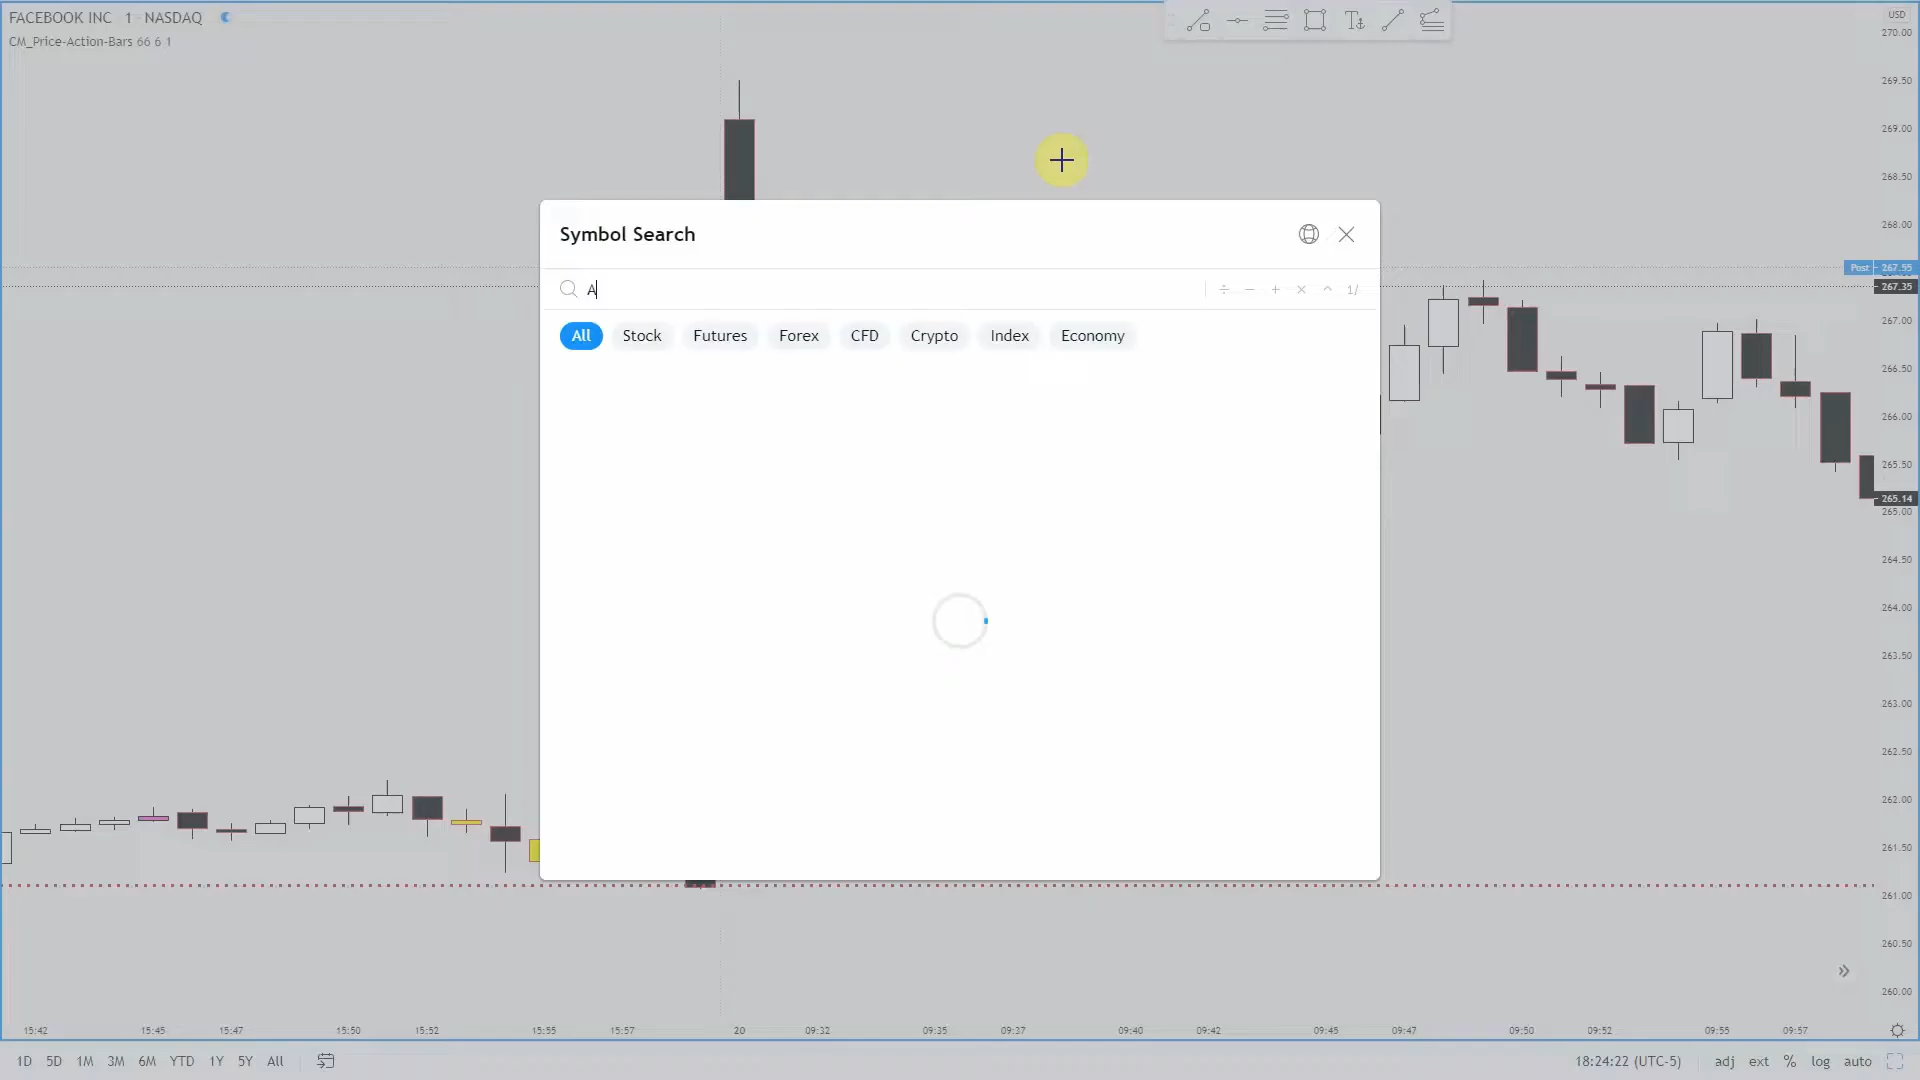 FACEBOOK INC 1 NASDAQ
CM_Price-Action-Bars 66 6 1
USD
270.00
269.50
269.00
268.50
268.00
Post 267.55
267.35
267.00
266.50
266.00
265.50
265.14
265.00
264.50
264.00
263.50
263.00
262.50
262.00
261.50
261.00
260.50
260.00
Symbol Search
A
÷ − + × ^ 1/
All Stock Futures Forex CFD Crypto Index Economy
15:42 15:45 15:47 15:50 15:52 15:55 15:57 20 09:32 09:35 09:37 09:40 09:42 09:45 09:47 09:50 09:52 09:55 09:57
1D 5D 1M 3M 6M YTD 1Y 5Y All
18:24:22 (UTC-5) adj ext % log auto